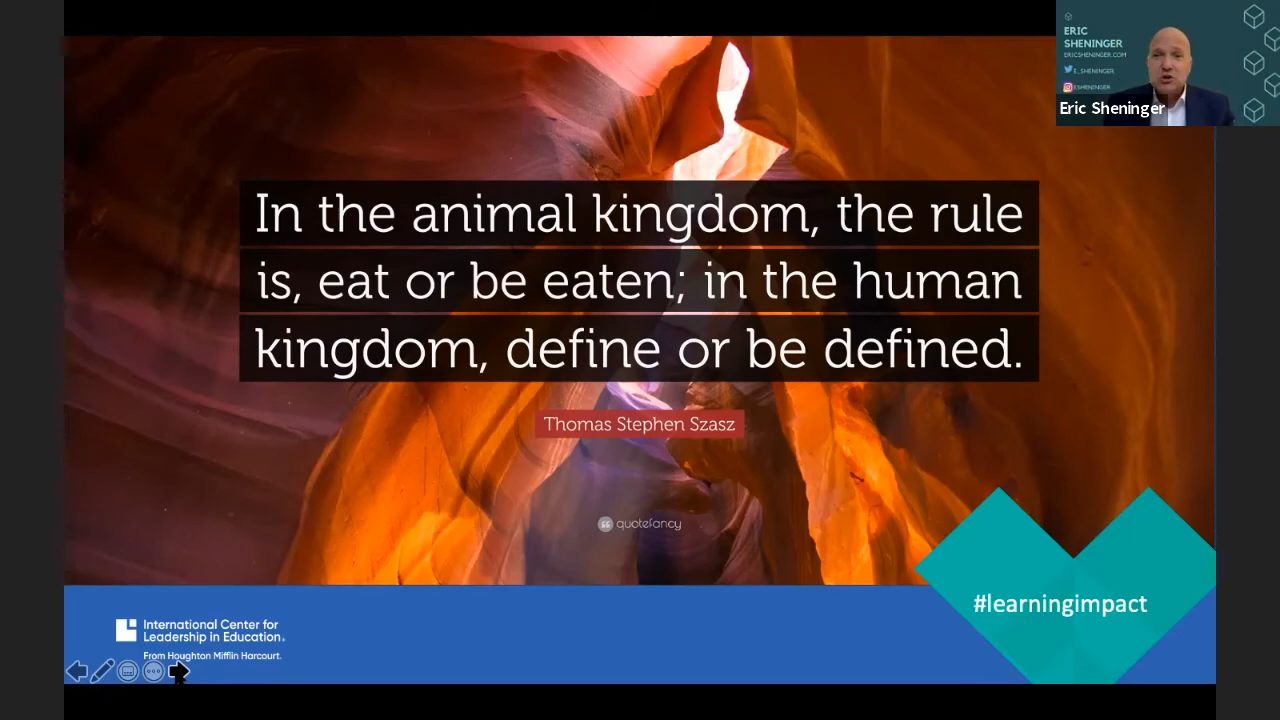 ERIC
SHENINGER
ERICSHENINGER.COM
E_SHENINGER
ESHENINGER
Eric Sheninger
In the animal kingdom, the rule
is, eat or be eaten; in the human
kingdom, define or be defined.
Thomas Stephen Szasz
quotefancy
#learningimpact
International Center for
Leadership in Education®
From Houghton Mifflin Harcourt.